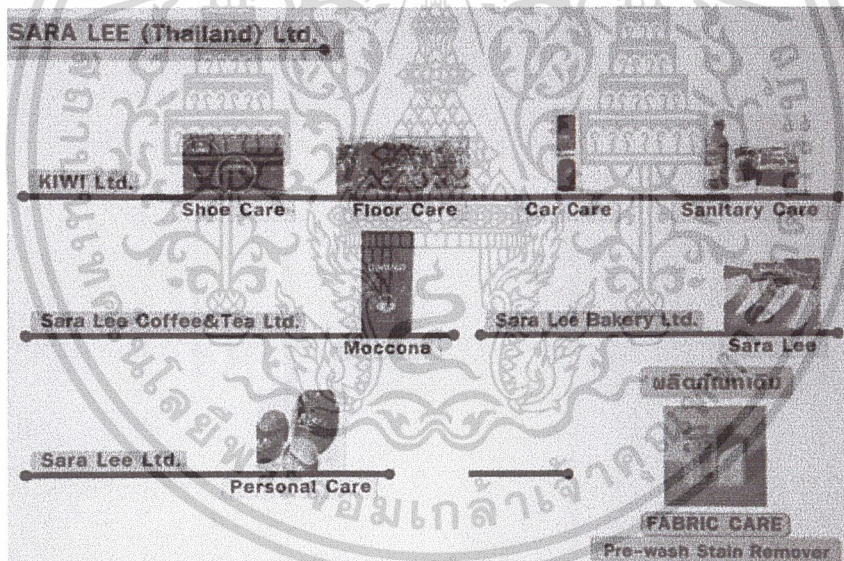 SARA LEE (Thailand) Ltd.
KIWI Ltd.
Shoe Care
Floor Care
Car Care
Sanitary Care
Sara Lee Coffee&Tea Ltd.
Moccona
Sara Lee Bakery Ltd.
Sara Lee
ผลิตภัณฑ์เดิม
Sara Lee Ltd.
Personal Care
FABRIC CARE
Pre-wash Stain Remover